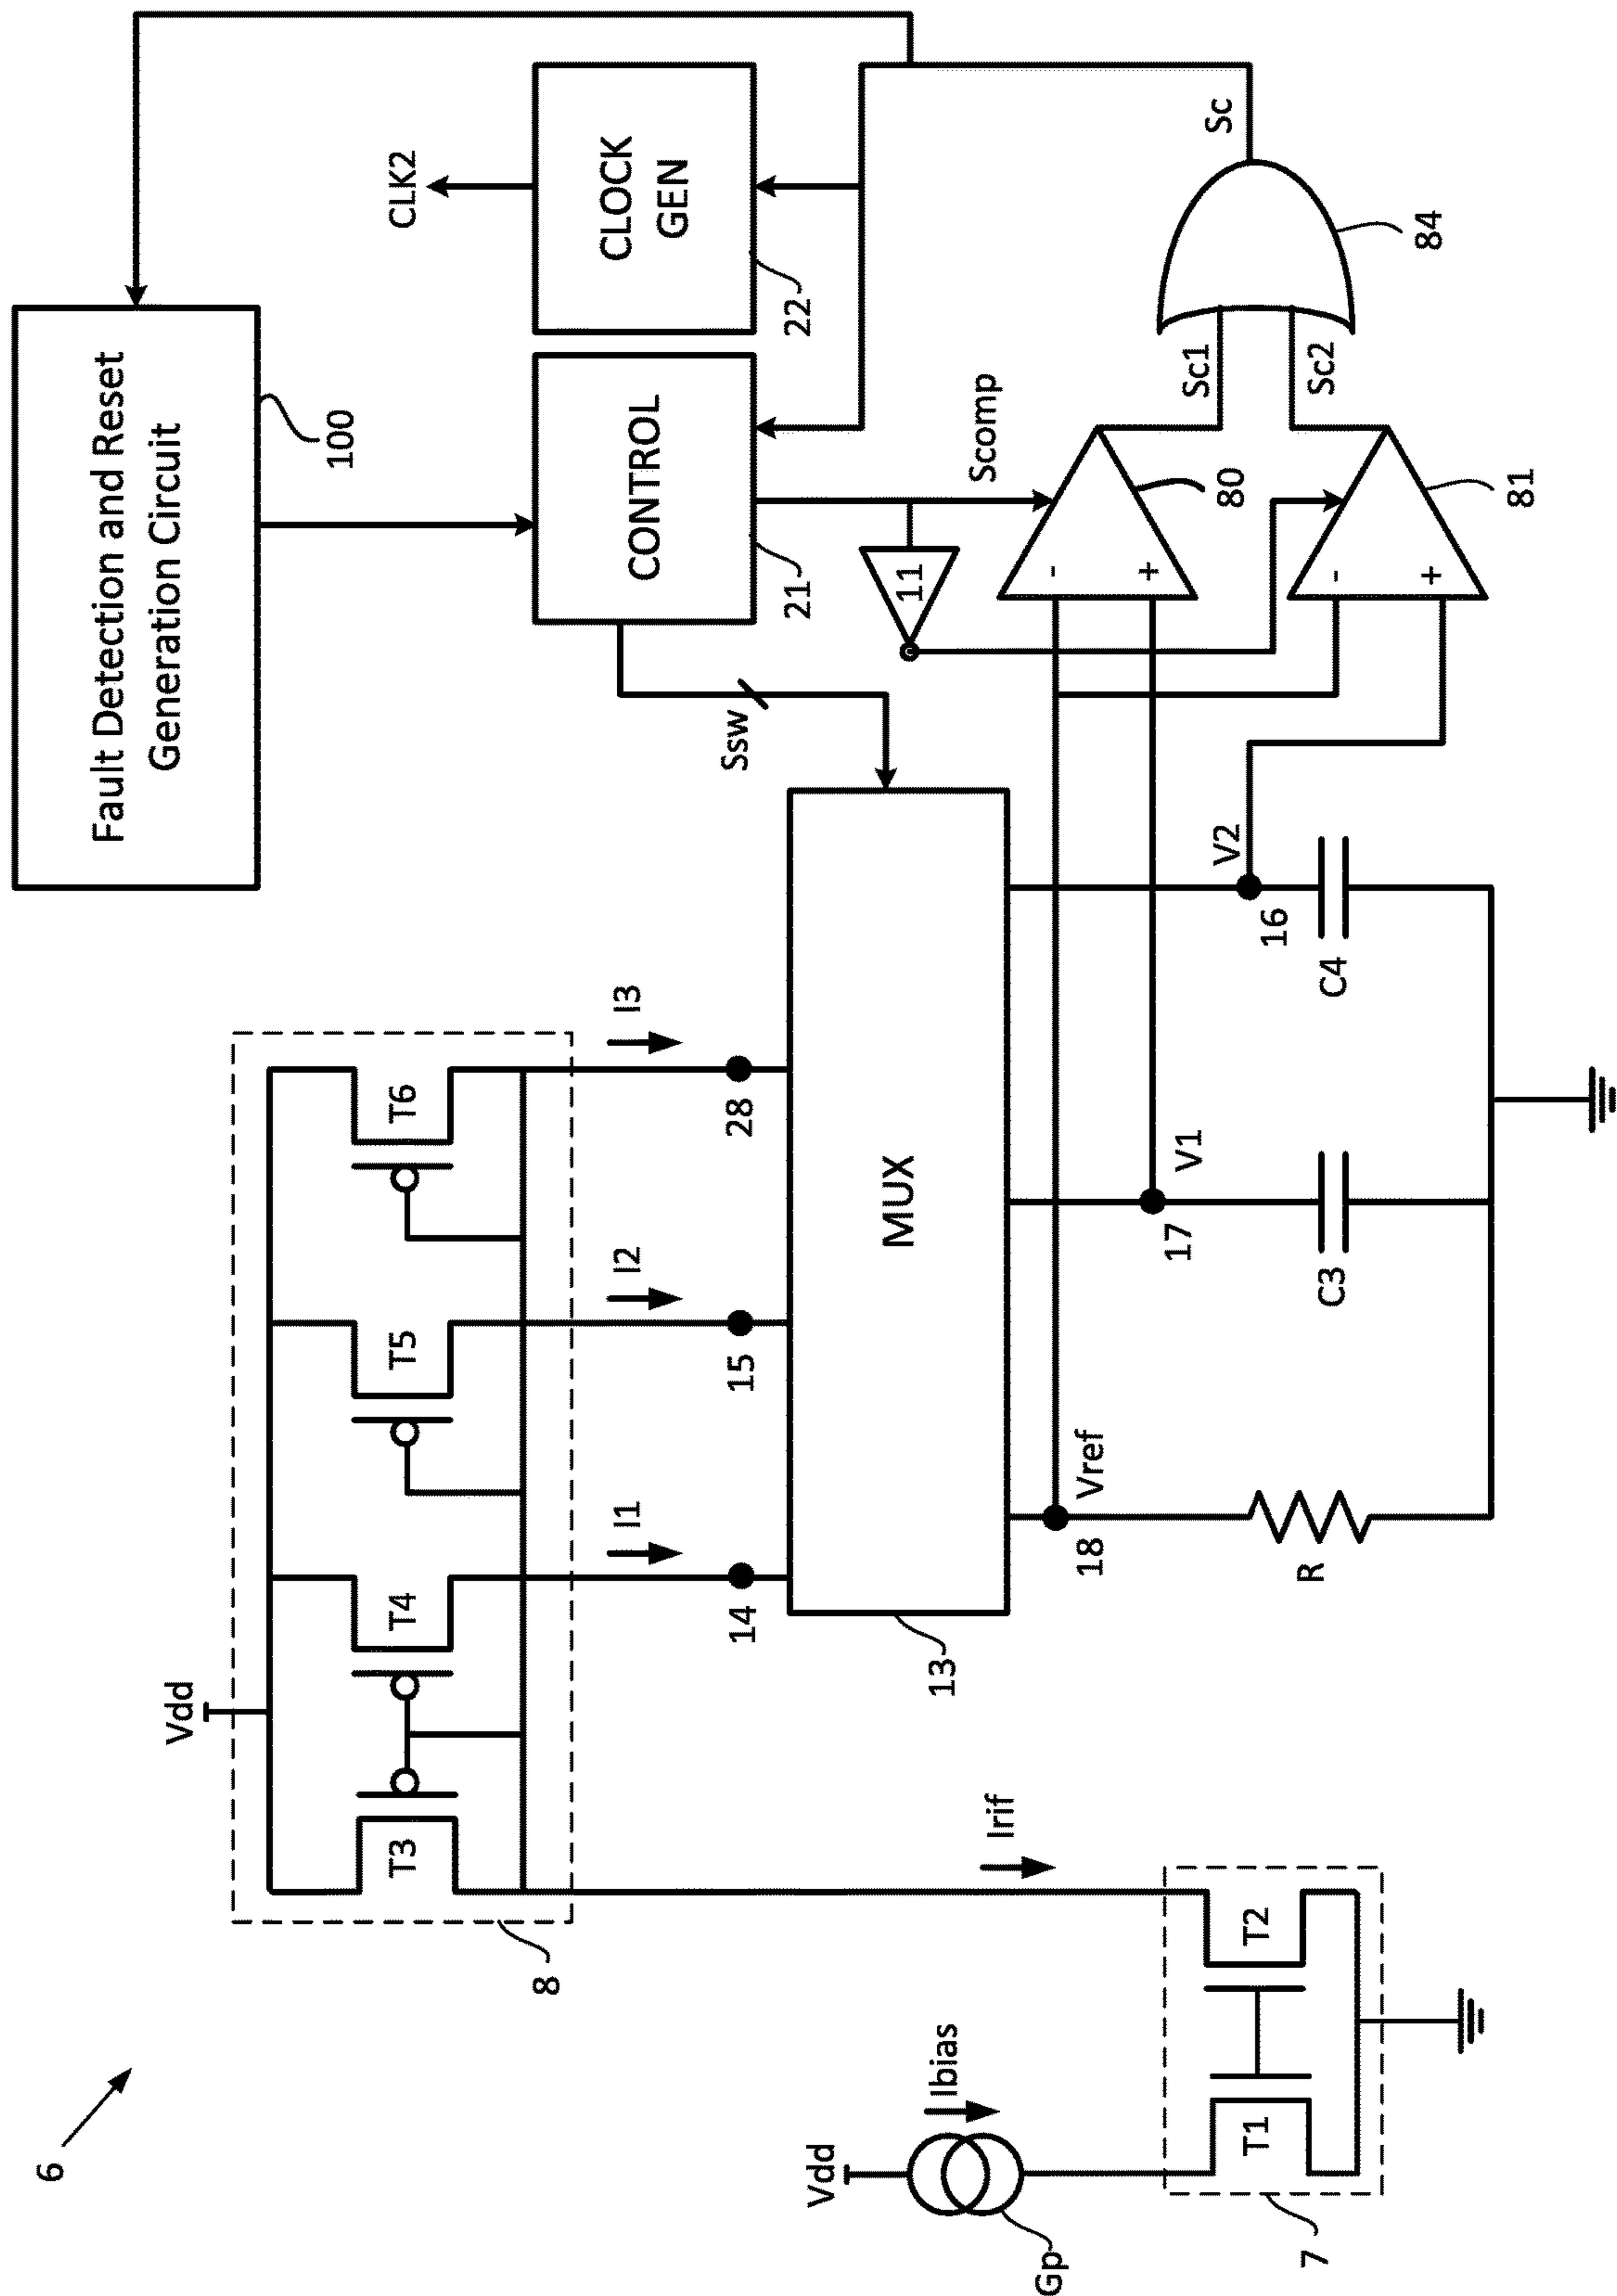 6
Vdd
Gp
Ibias
7
T1
T2
Irif
8
Vdd
T3
T4
T5
T6
I1
I2
I3
14
15
28
13
MUX
Ssw
18
Vref
17
V1
16
V2
R
C3
C4
Fault Detection and Reset
Generation Circuit
100
CONTROL
21
CLOCK
GEN
22
CLK2
11
Scomp
-
+
80
-
+
81
Sc1
Sc2
84
Sc